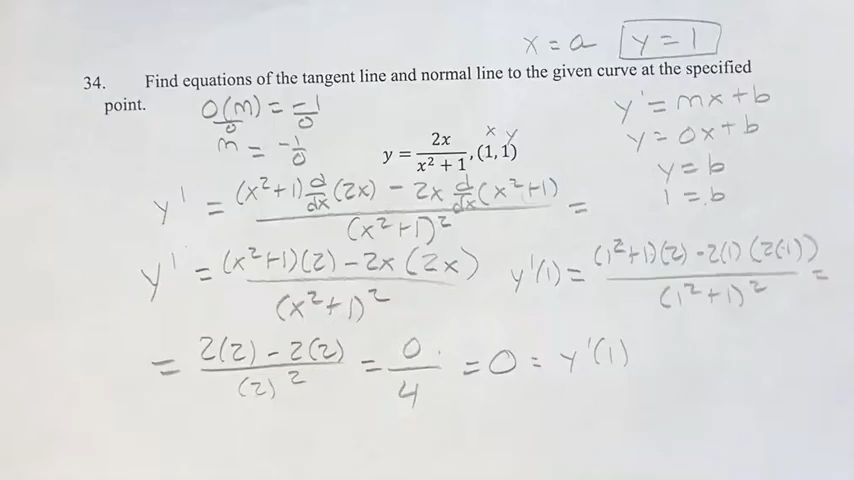 x = a  y = 1
34. Find equations of the tangent line and normal line to the given curve at the specified
point.
0(m)/0 = -1/0
m = -1/0
y' = mx + b
y = 0x + b
y = b
1 = b
x y
y = 2x/(x² + 1), (1, 1)
y' = ((x²+1) d/dx (2x) - 2x d/dx (x²+1))/(x²+1)² =
y' = ((x²+1)(2) - 2x(2x))/(x²+1)²
y'(1) = ((1²+1)(2) - 2(1)(2(1)))/(1²+1)² =
= (2(2) - 2(2))/(2)² = 0/4 = 0 = y'(1)